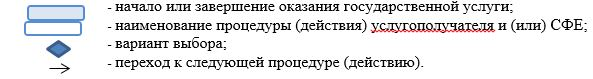 - начало или завершение оказания государственной услуги;
- наименование процедуры (действия) услугополучателя и (или) СФЕ;
- вариант выбора;
- переход к следующей процедуре (действию).